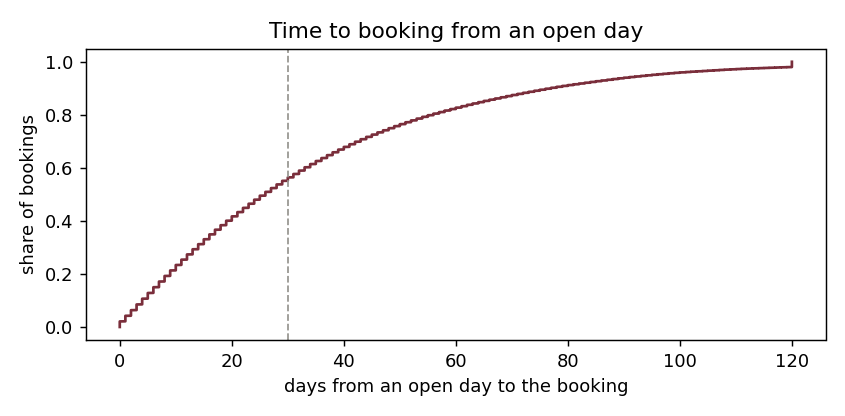 Time to booking from an open day
share of bookings
1.0
0.8
0.6
0.4
0.2
0.0
0 20 40 60 80 100 120
days from an open day to the booking